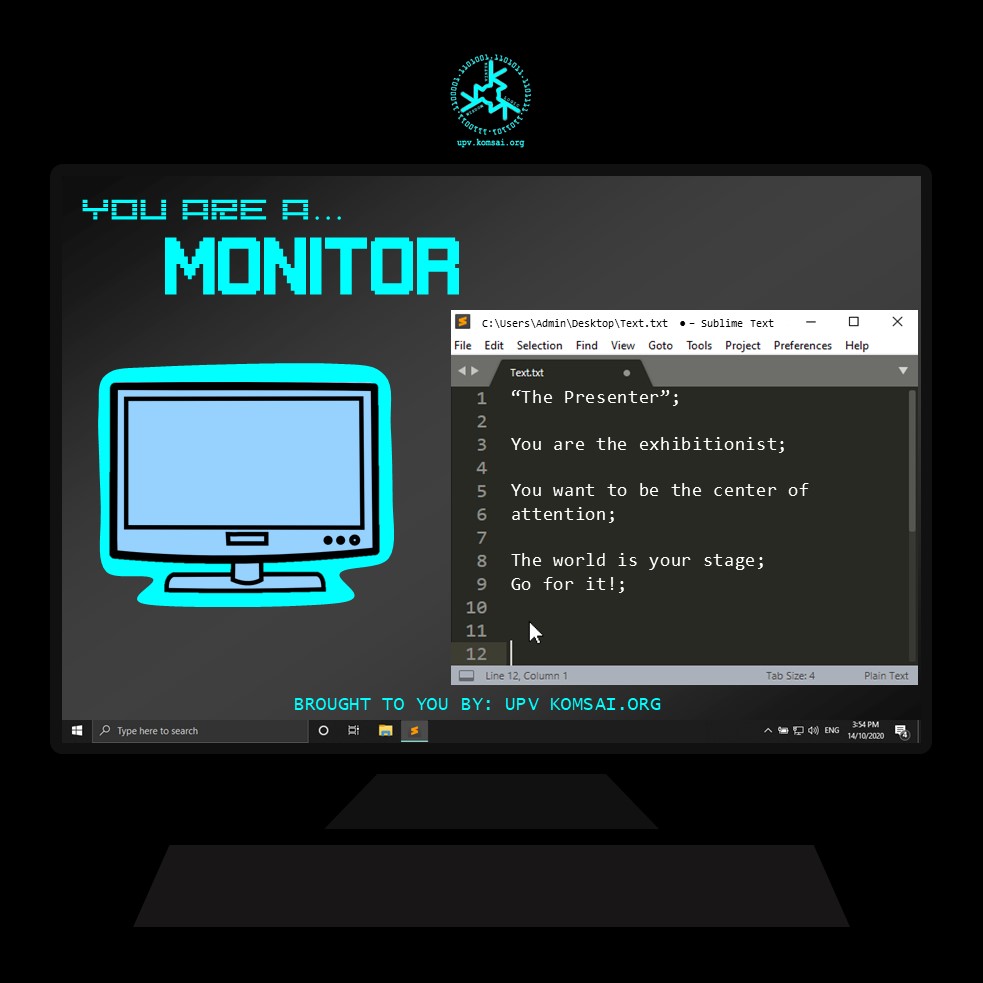 upv.komsai.org
YOU ARE A...
MONITOR
C:\Users\Admin\Desktop\Text.txt ● – Sublime Text
File Edit Selection Find View Goto Tools Project Preferences Help
Text.txt
1 “The Presenter”;
2
3 You are the exhibitionist;
4
5 You want to be the center of
6 attention;
7
8 The world is your stage;
9 Go for it!;
10
11
12
Line 12, Column 1 Tab Size: 4 Plain Text
BROUGHT TO YOU BY: UPV KOMSAI.ORG
Type here to search
ENG
3:54 PM
14/10/2020
4